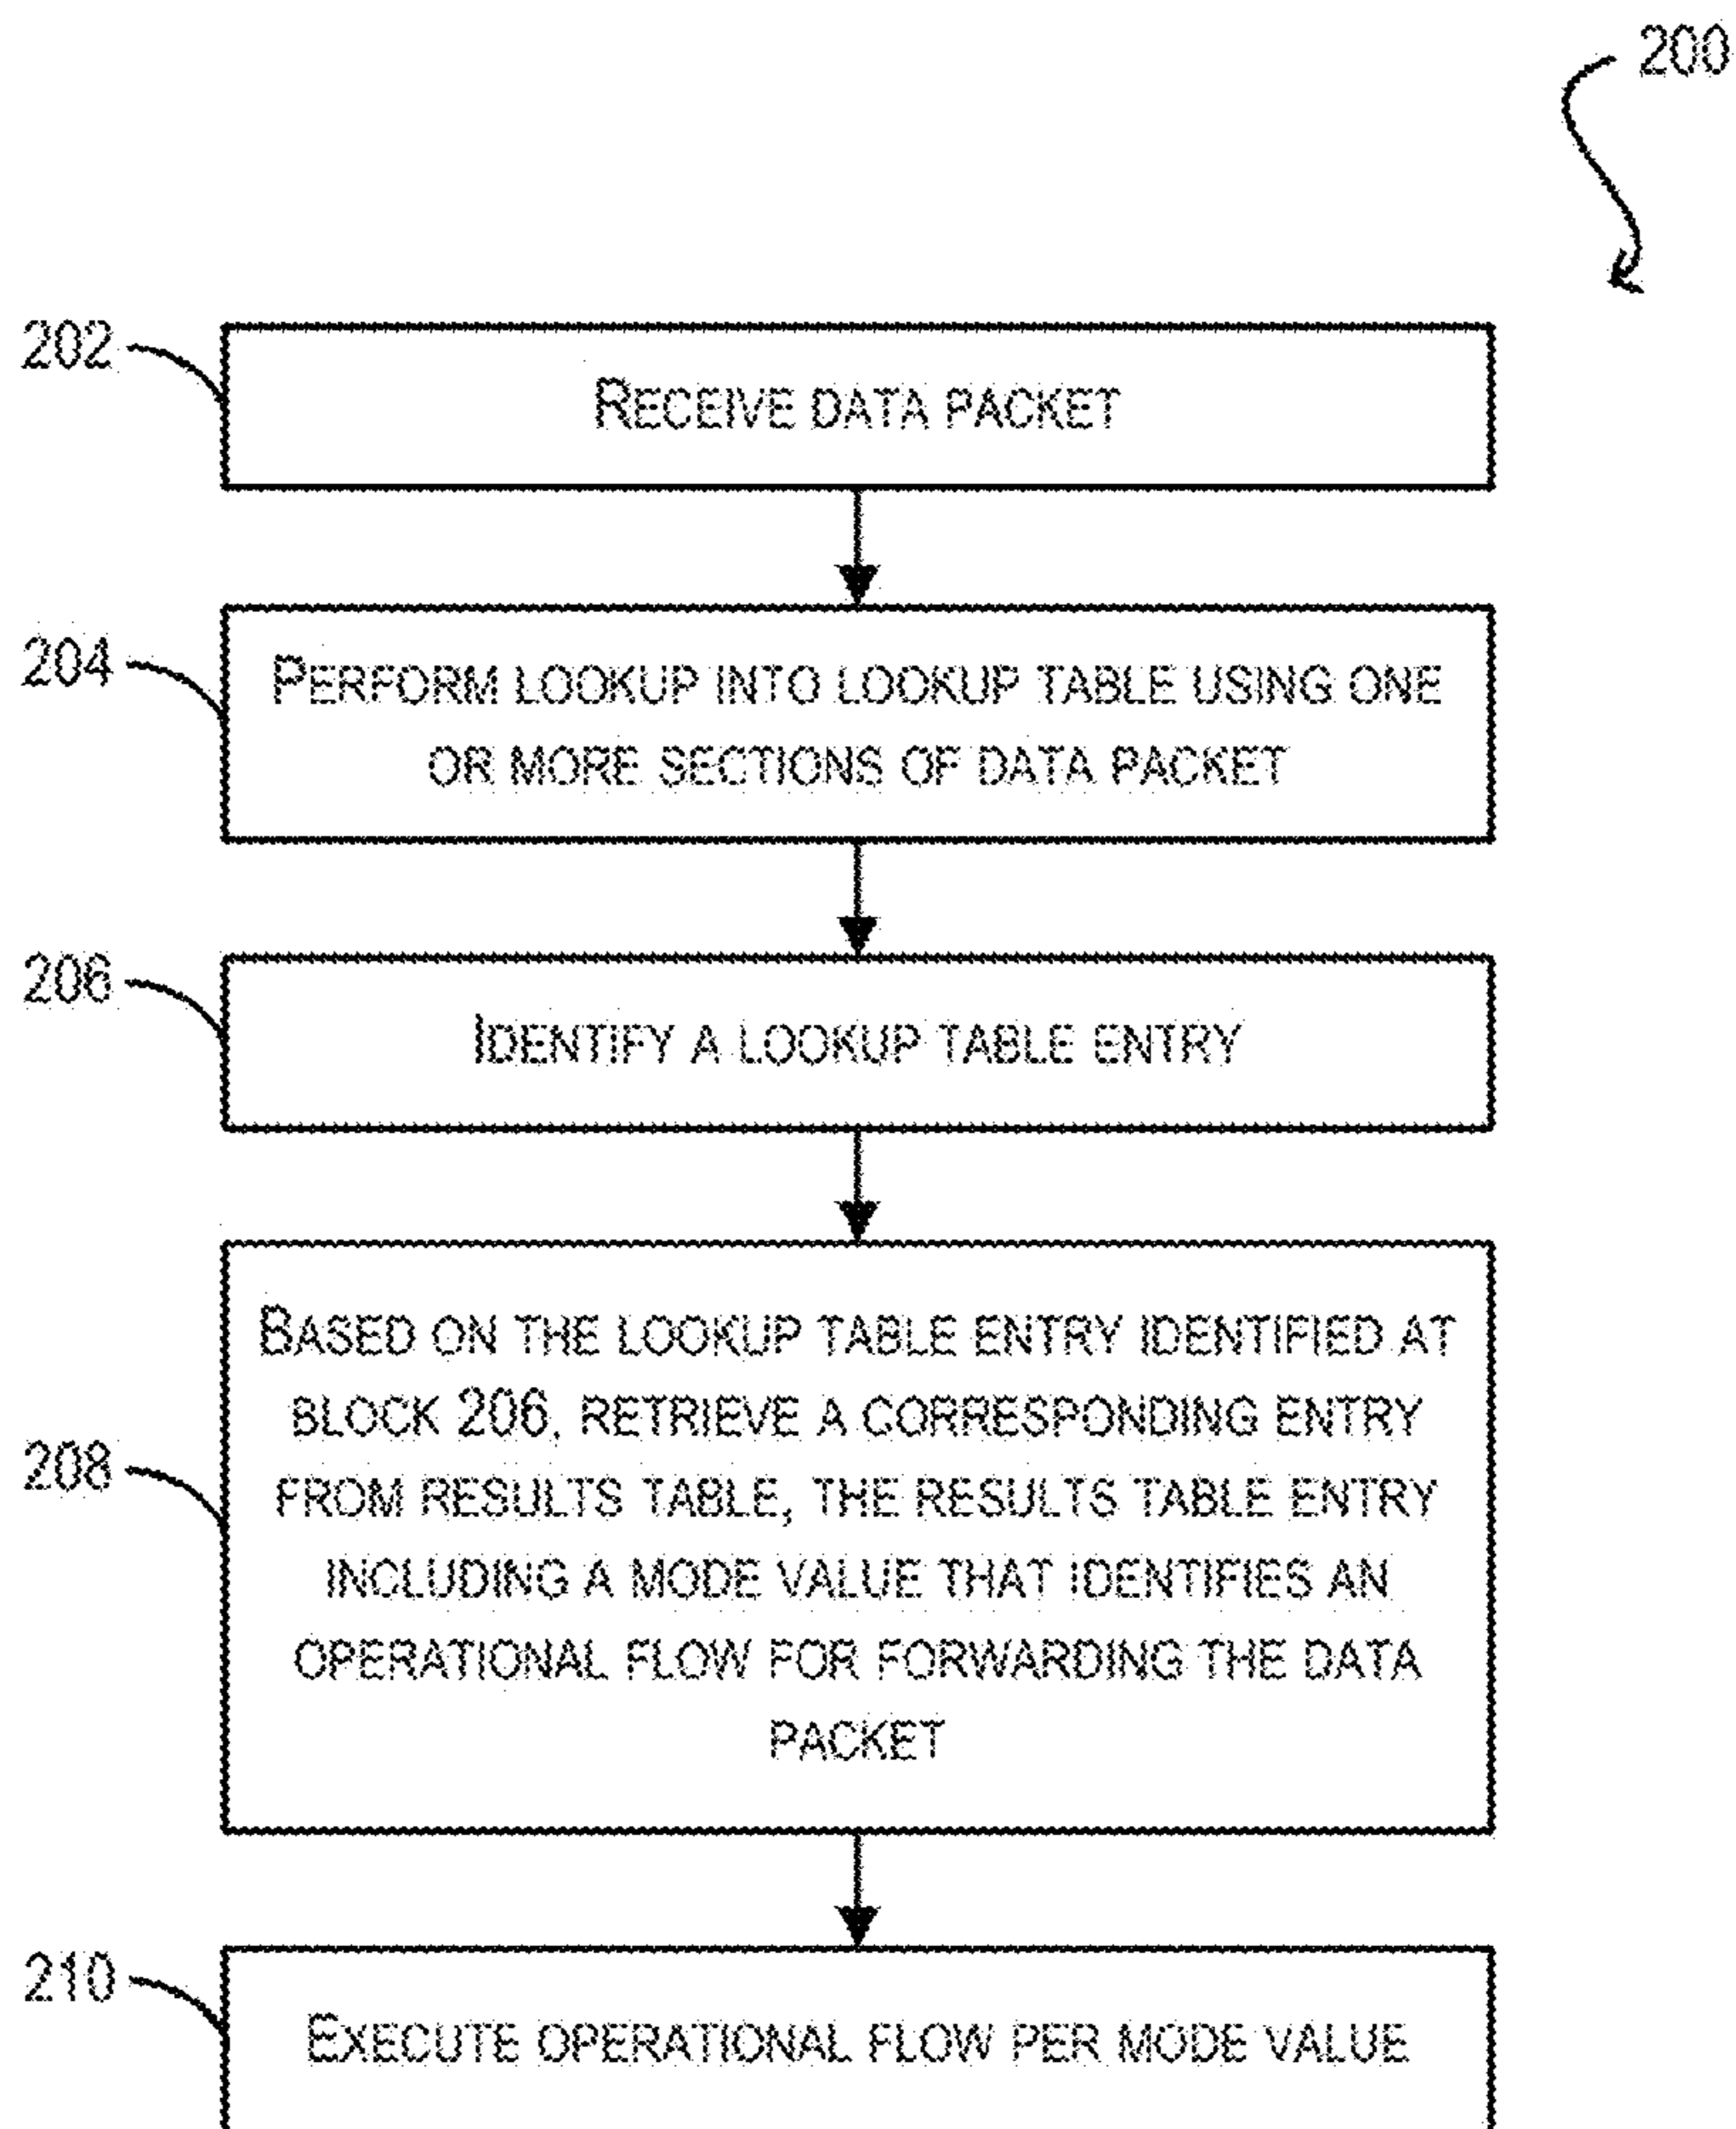 200
202
RECEIVE DATA PACKET
204
PERFORM LOOKUP INTO LOOKUP TABLE USING ONE
OR MORE SECTIONS OF DATA PACKET
206
IDENTIFY A LOOKUP TABLE ENTRY
208
BASED ON THE LOOKUP TABLE ENTRY IDENTIFIED AT
BLOCK 206, RETRIEVE A CORRESPONDING ENTRY
FROM RESULTS TABLE, THE RESULTS TABLE ENTRY
INCLUDING A MODE VALUE THAT IDENTIFIES AN
OPERATIONAL FLOW FOR FORWARDING THE DATA
PACKET
210
EXECUTE OPERATIONAL FLOW PER MODE VALUE